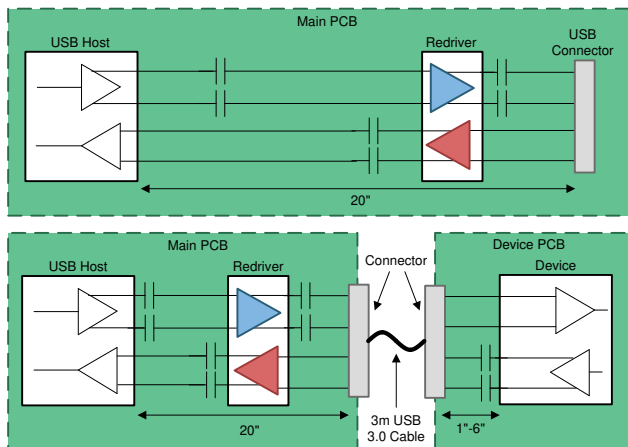 Main PCB
USB Host
Redriver
USB
Connector
20"
Main PCB
Device PCB
USB Host
Redriver
Connector
Device
20"
3m USB
3.0 Cable
1"-6"